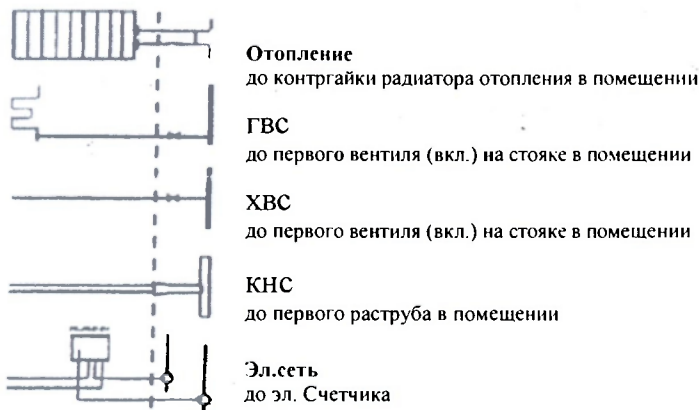 Отопление
до контргайки радиатора отопления в помещении
ГВС
до первого вентиля (вкл.) на стояке в помещении
ХВС
до первого вентиля (вкл.) на стояке в помещении
КНС
до первого раструба в помещении
Эл.сеть
до эл. Счетчика